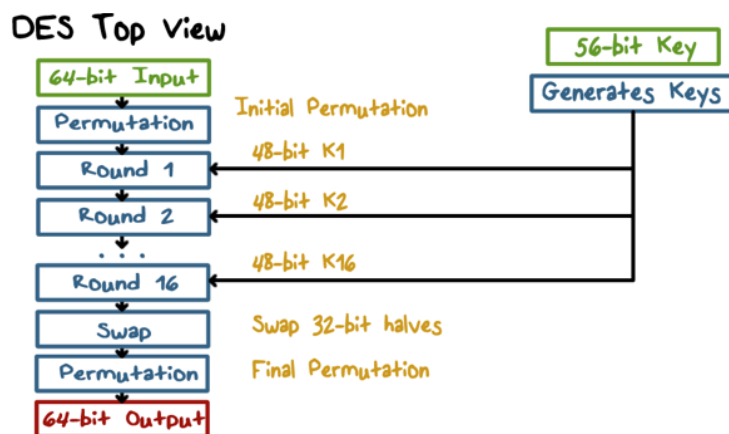 DES Top View
56-bit Key
64-bit Input
Generates Keys
Initial Permutation
Permutation
48-bit K1
Round 1
48-bit K2
Round 2
...
48-bit K16
Round 16
Swap
Swap 32-bit halves
Permutation
Final Permutation
64-bit Output